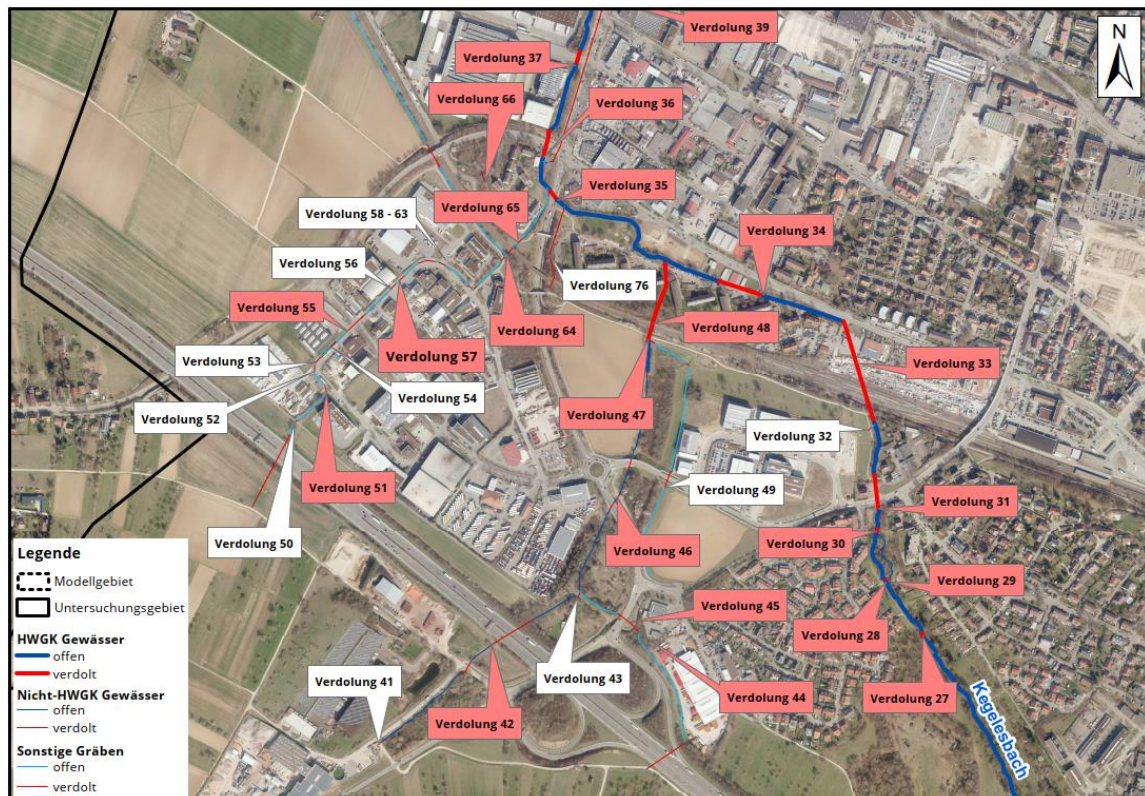 Verdolung 39
N
Verdolung 37
Verdolung 66
Verdolung 36
Verdolung 35
Verdolung 65
Verdolung 58 - 63
Verdolung 34
Verdolung 56
Verdolung 76
Verdolung 55
Verdolung 48
Verdolung 64
Verdolung 57
Verdolung 53
Verdolung 33
Verdolung 54
Verdolung 52
Verdolung 47
Verdolung 32
Verdolung 51
Verdolung 49
Verdolung 31
Verdolung 50
Verdolung 30
Verdolung 46
Verdolung 29
Verdolung 45
Verdolung 28
Verdolung 41
Verdolung 43
Verdolung 44
Verdolung 27
Verdolung 42
Kegelesbach
Legende
Modellgebiet
Untersuchungsgebiet
HWGK Gewässer
offen
verdolt
Nicht-HWGK Gewässer
offen
verdolt
Sonstige Gräben
offen
verdolt